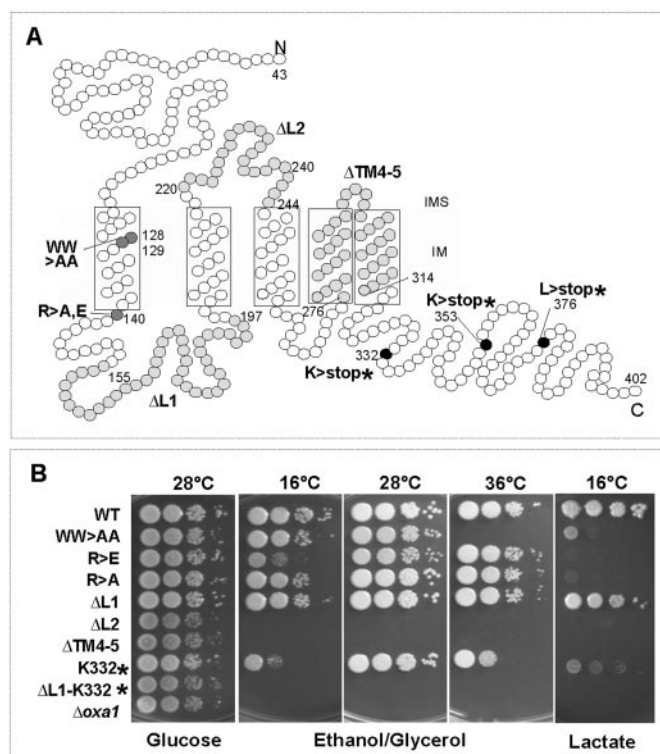 A
N
43
ΔL2
240
220
244
ΔTM4-5
IMS
IM
WW
>AA
128
129
R>A,E
140
155
ΔL1
197
276
314
332
K>stop*
K>stop*
353
L>stop*
376
402
C
B
28°C 16°C 28°C 36°C 16°C
WT
WW>AA
R>E
R>A
ΔL1
ΔL2
ΔTM4-5
K332*
ΔL1-K332*
Δoxa1
Glucose Ethanol/Glycerol Lactate